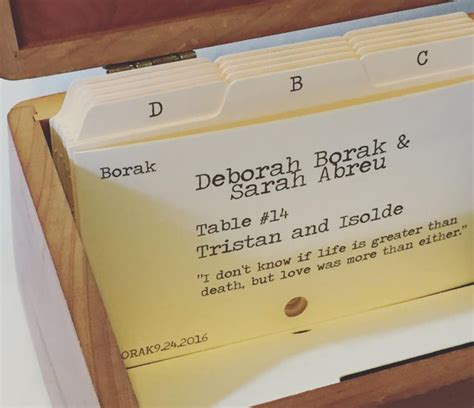 D
B
C
Borak
Deborah Borak &
Sarah Abreu
Table #14
Tristan and Isolde
"I don't know if life is greater than
death, but love was more than either."
ORAK9.24.2016